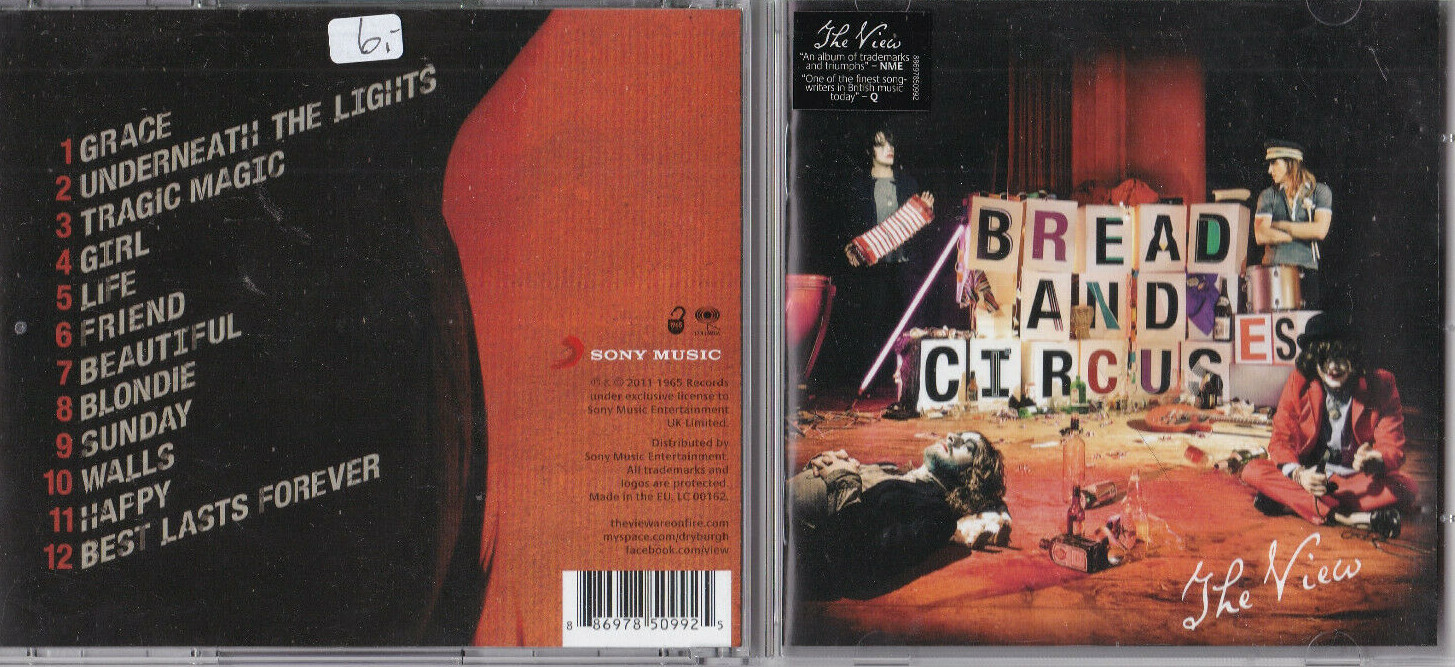 6,-
1 GRACE
2 UNDERNEATH THE LIGHTS
3 TRAGIC MAGIC
4 GIRL
5 LIFE
6 FRIEND
7 BEAUTIFUL
8 BLONDIE
9 SUNDAY
10 WALLS
11 HAPPY
12 BEST LASTS FOREVER
1965
COLUMBIA
SONY MUSIC
℗ & © 2011 1965 Records
under exclusive license to
Sony Music Entertainment
UK Limited.
Distributed by
Sony Music Entertainment.
All trademarks and
logos are protected.
Made in the EU. LC 00162.
theviewareonfire.com
myspace.com/dryburgh
facebook.com/view
8 86978 50992 5
The View
"An album of trademarks
and triumphs" – NME
"One of the finest song-
writers in British music
today" – Q
88697850992
BREAD
AND
CIRCUSES
The View